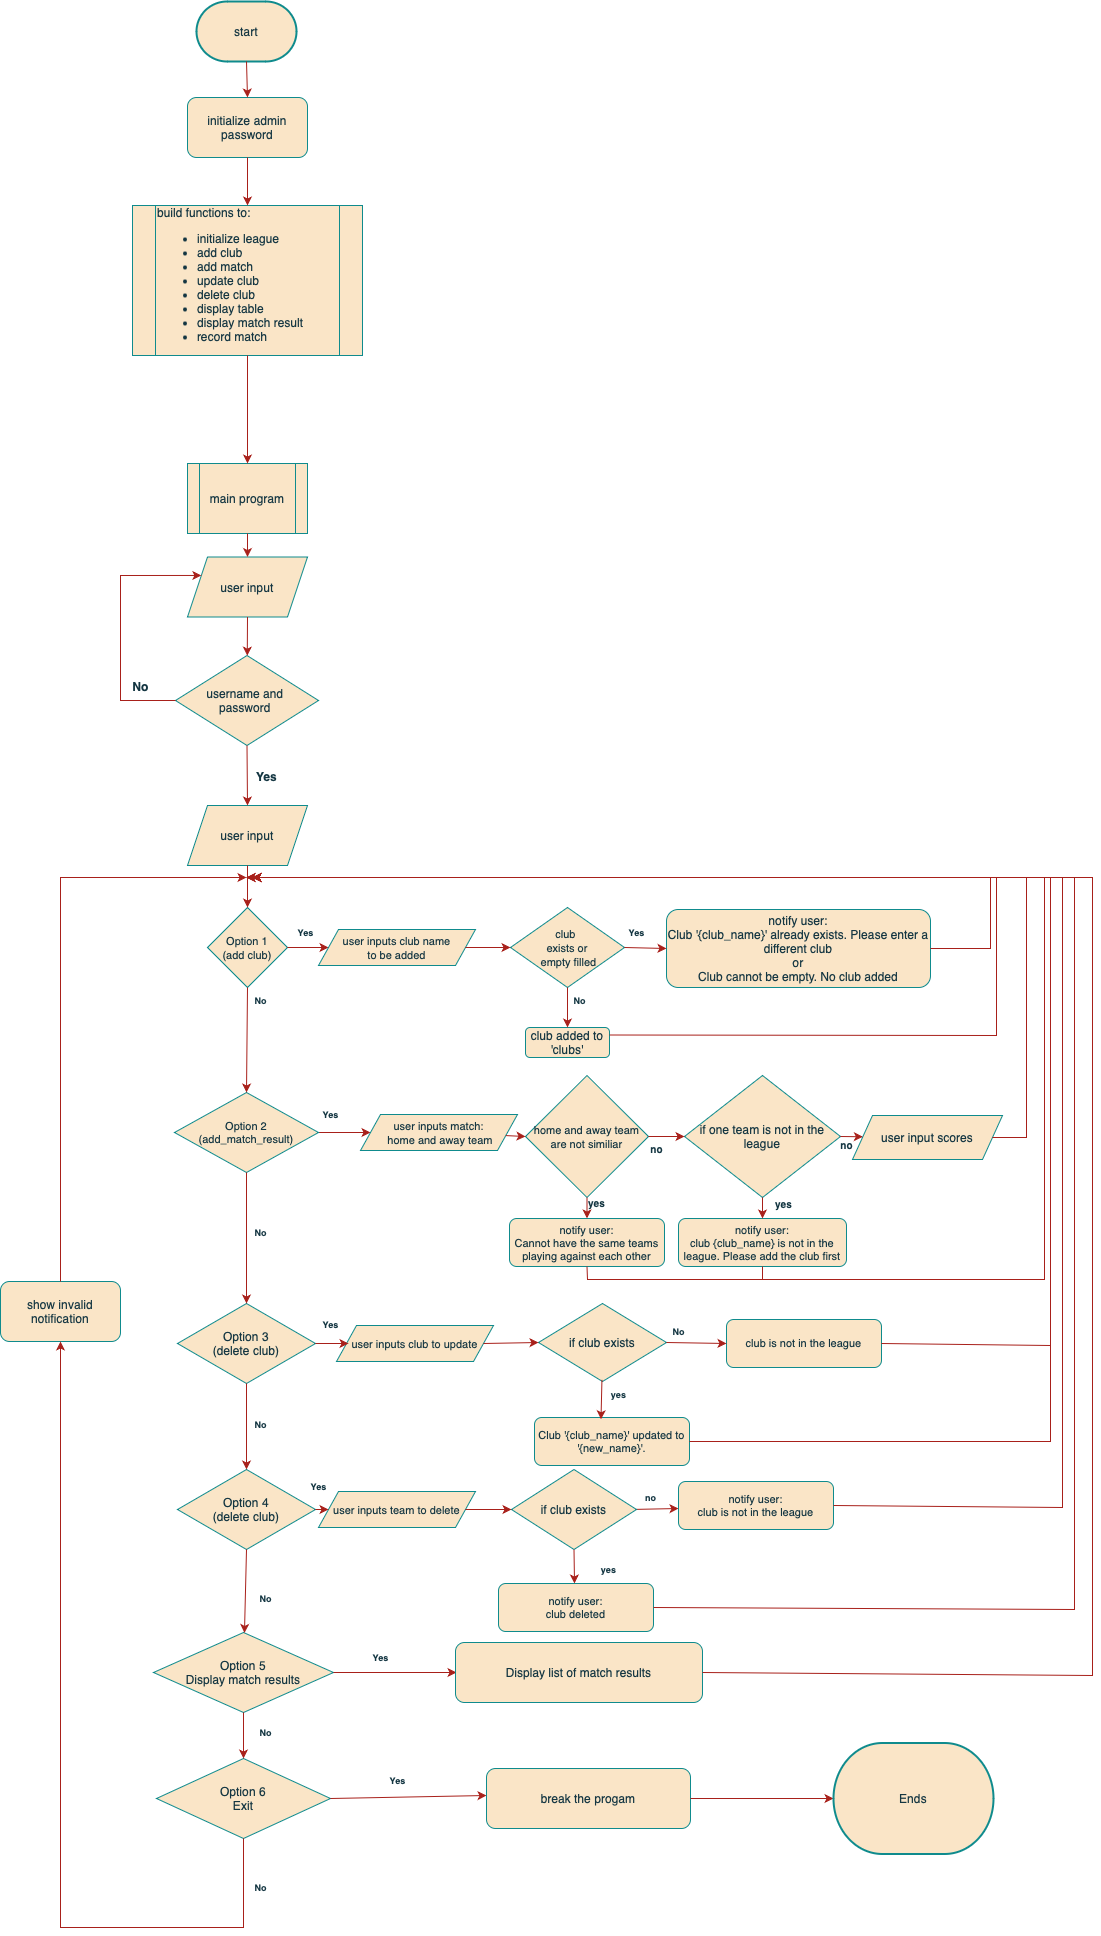 start
initialize admin
password
build functions to:
• initialize league
• add club
• add match
• update club
• delete club
• display table
• display match result
• record match
main program
user input
No
username and
password
Yes
user input
Option 1
(add club)
Yes
user inputs club name
to be added
club
exists or
empty filled
Yes
notify user:
Club '{club_name}' already exists. Please enter a
different club
or
Club cannot be empty. No club added
No
No
club added to
'clubs'
Option 2
(add_match_result)
Yes
user inputs match:
home and away team
home and away team
are not similiar
no
if one team is not in the
league
no
user input scores
yes
yes
notify user:
Cannot have the same teams
playing against each other
notify user:
club {club_name} is not in the
league. Please add the club first
No
show invalid
notification
Option 3
(delete club)
Yes
user inputs club to update
if club exists
No
club is not in the league
yes
No
Club '{club_name}' updated to
'{new_name}'.
Option 4
(delete club)
Yes
user inputs team to delete
if club exists
no
notify user:
club is not in the league
yes
No
notify user:
club deleted
Option 5
Display match results
Yes
Display list of match results
No
Option 6
Exit
Yes
break the progam
Ends
No